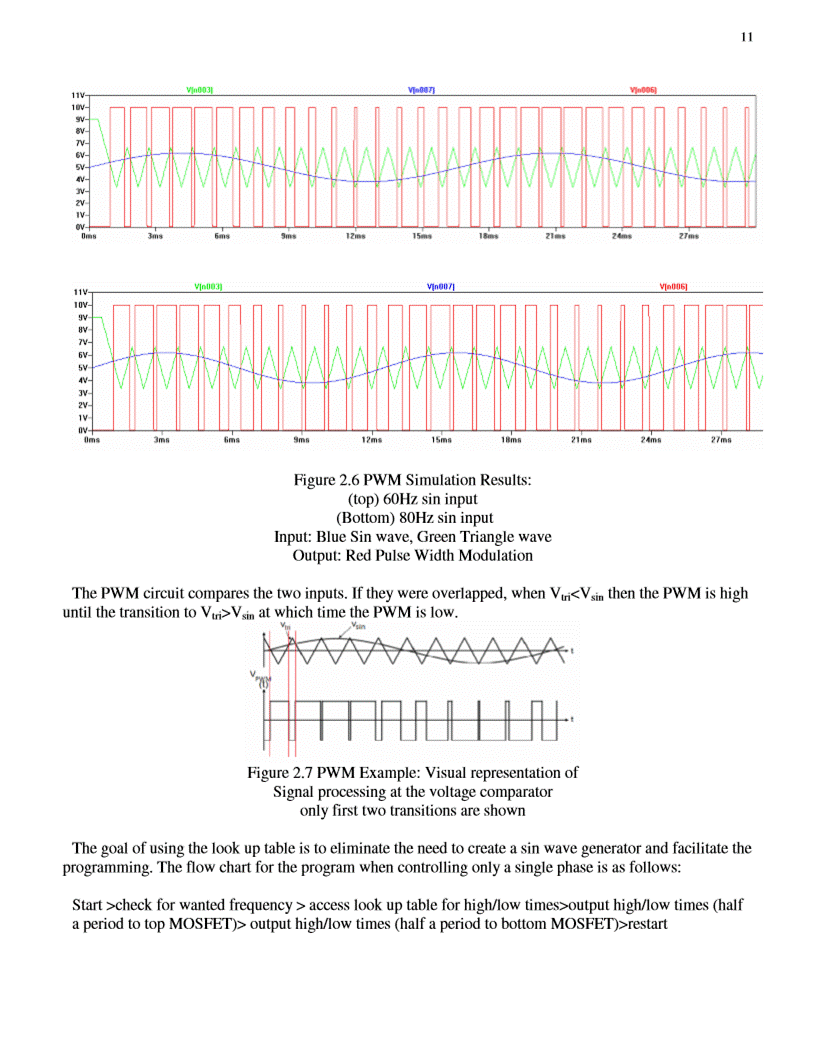 11
V(n003) V(n007) V(n006)
11V
10V
9V
8V
7V
6V
5V
4V
3V
2V
1V
0V
0ms 3ms 6ms 9ms 12ms 15ms 18ms 21ms 24ms 27ms
V(n003) V(n007) V(n006)
11V
10V
9V
8V
7V
6V
5V
4V
3V
2V
1V
0V
0ms 3ms 6ms 9ms 12ms 15ms 18ms 21ms 24ms 27ms
Figure 2.6 PWM Simulation Results:
(top) 60Hz sin input
(Bottom) 80Hz sin input
Input: Blue Sin wave, Green Triangle wave
Output: Red Pulse Width Modulation
The PWM circuit compares the two inputs. If they were overlapped, when Vtri<Vsin then the PWM is high
until the transition to Vtri>Vsin at which time the PWM is low.
Vtri Vsin
t
VPWM
(t)
t
Figure 2.7 PWM Example: Visual representation of
Signal processing at the voltage comparator
only first two transitions are shown
The goal of using the look up table is to eliminate the need to create a sin wave generator and facilitate the
programming. The flow chart for the program when controlling only a single phase is as follows:
Start >check for wanted frequency > access look up table for high/low times>output high/low times (half
a period to top MOSFET)> output high/low times (half a period to bottom MOSFET)>restart